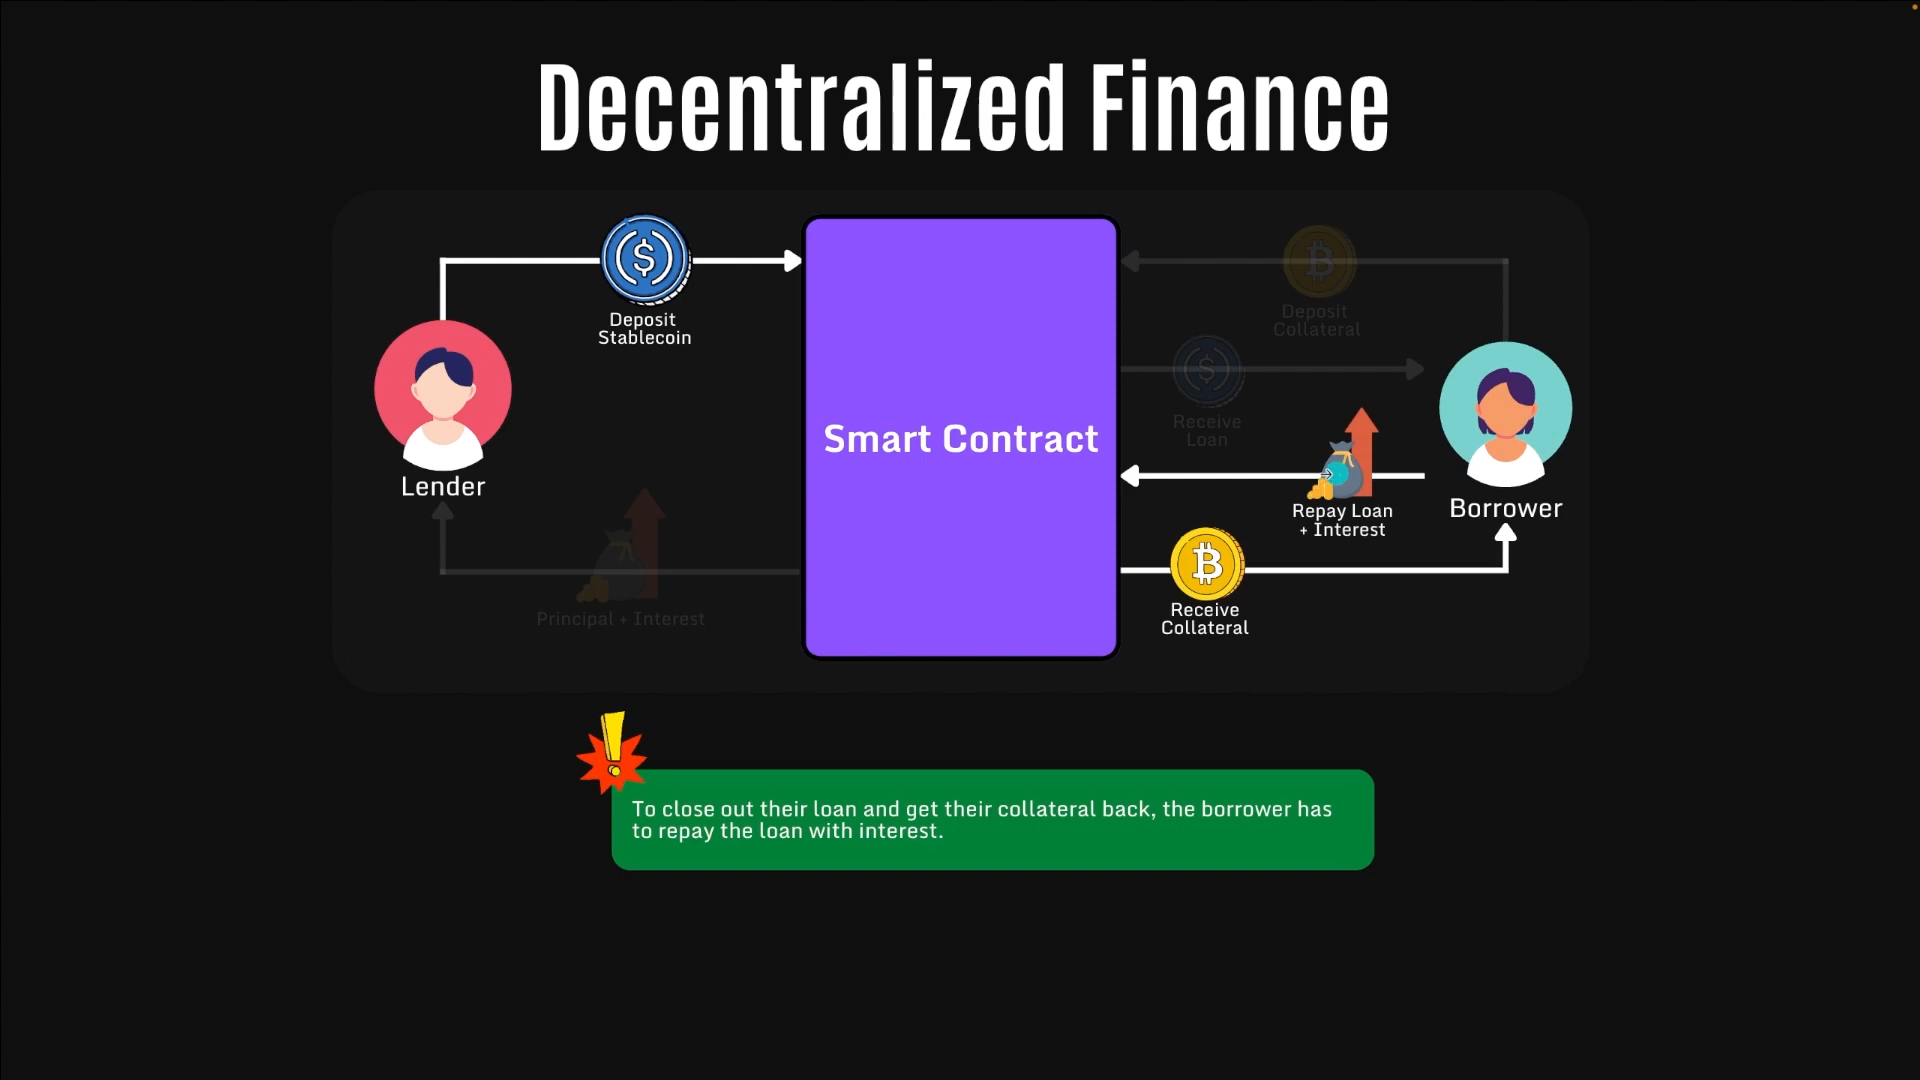 Decentralized Finance
Deposit
Stablecoin
Lender
Principal + Interest
Smart Contract
Deposit
Collateral
Receive
Loan
Repay Loan
+ Interest
Borrower
Receive
Collateral
To close out their loan and get their collateral back, the borrower has
to repay the loan with interest.